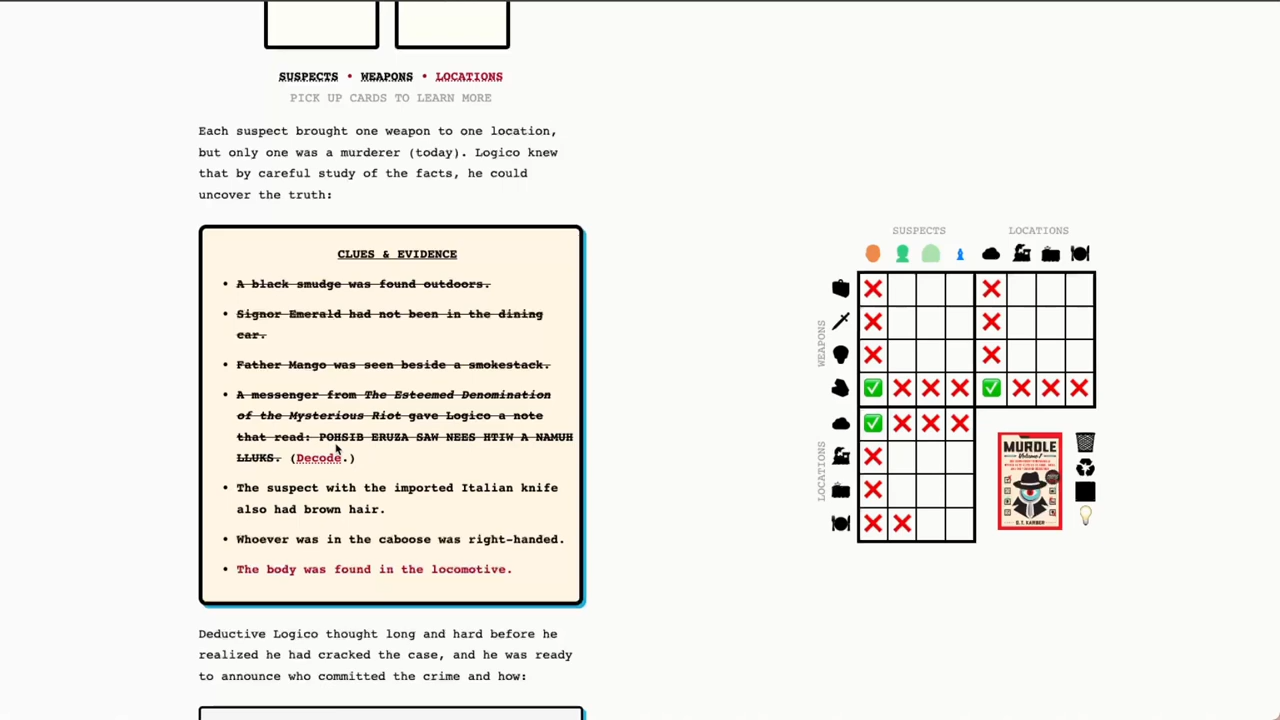 SUSPECTS • WEAPONS • LOCATIONS
PICK UP CARDS TO LEARN MORE
Each suspect brought one weapon to one location,
but only one was a murderer (today). Logico knew
that by careful study of the facts, he could
uncover the truth:
CLUES & EVIDENCE
• A black smudge was found outdoors.
• Signor Emerald had not been in the dining
car.
• Father Mango was seen beside a smokestack.
• A messenger from The Esteemed Denomination
of the Mysterious Riot gave Logico a note
that read: POHSIB ERUZA SAW NEES HTIW A NAMUH
LLUKS. (Decode.)
• The suspect with the imported Italian knife
also had brown hair.
• Whoever was in the caboose was right-handed.
• The body was found in the locomotive.
Deductive Logico thought long and hard before he
realized he had cracked the case, and he was ready
to announce who committed the crime and how:
SUSPECTS LOCATIONS
WEAPONS
LOCATIONS
MURDLE
Volume 1
G.T. KARBER